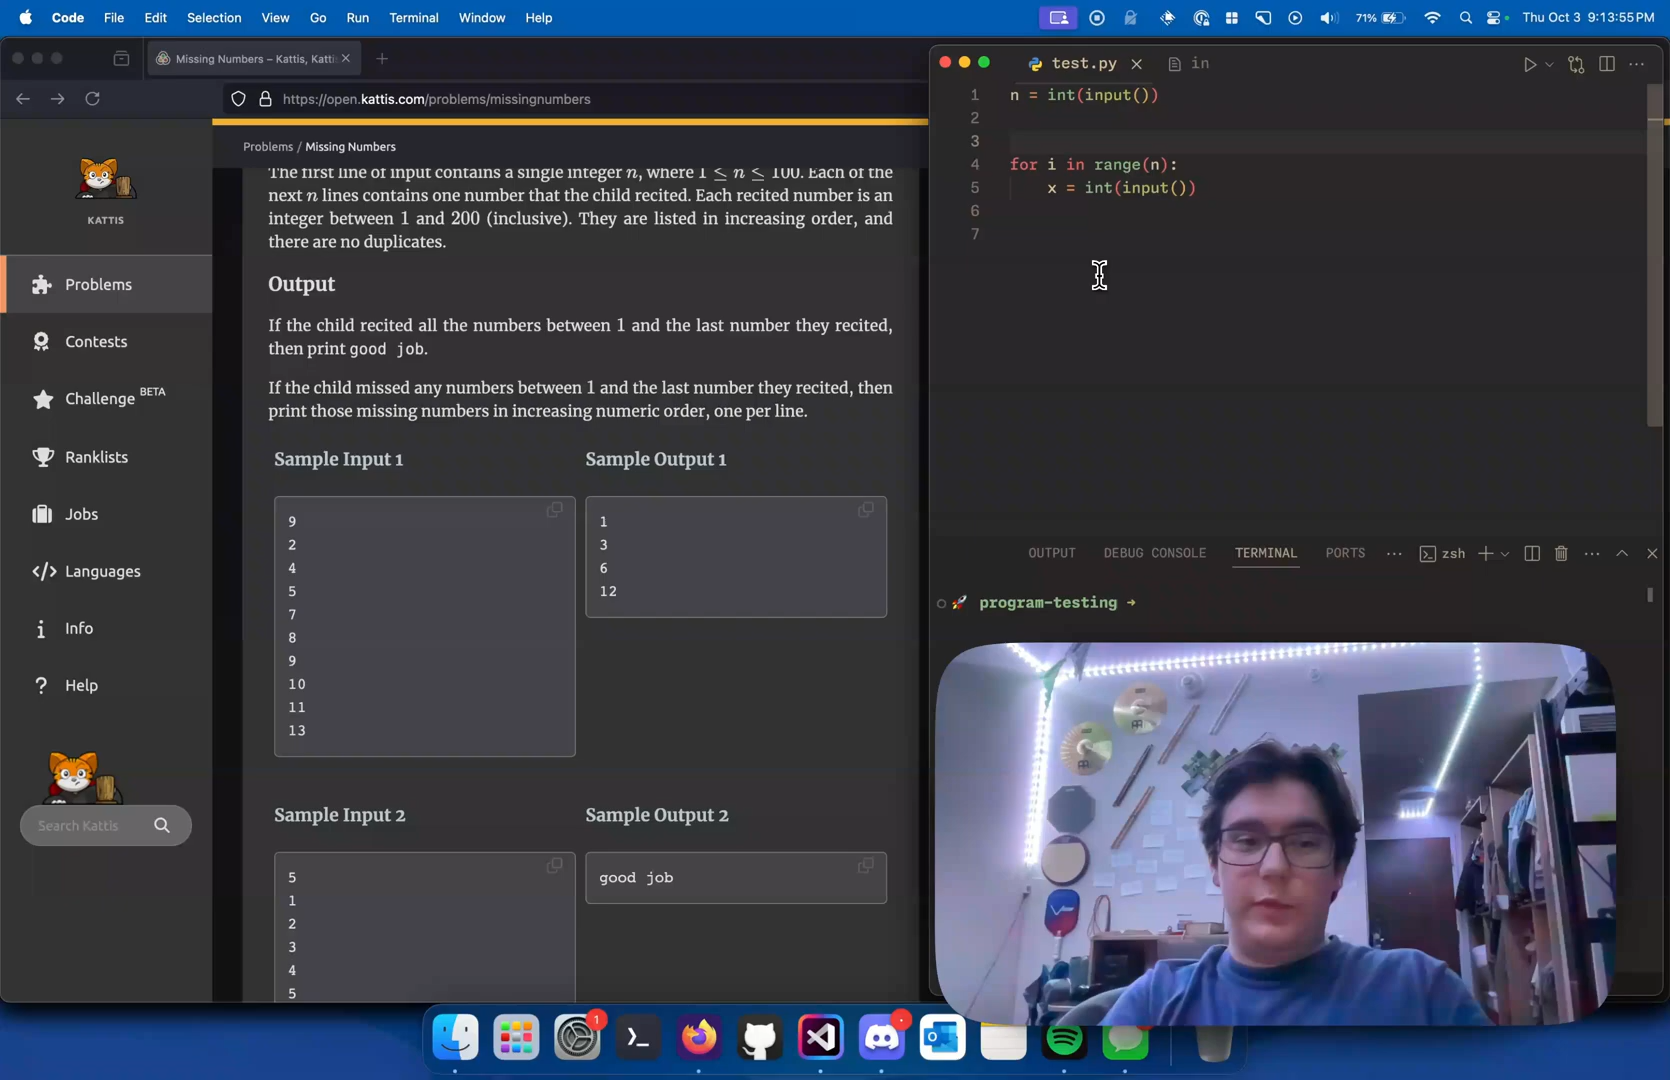 Code File Edit Selection View Go Run Terminal Window Help 71% Thu Oct 3 9:13:55 PM
Missing Numbers – Kattis, Katti
https://open.kattis.com/problems/missingnumbers
KATTIS
Problems
Contests
Challenge BETA
Ranklists
Jobs
Languages
Info
Help
Search Kattis
Problems / Missing Numbers
The first line of input contains a single integer n, where 1 ≤ n ≤ 100. Each of the
next n lines contains one number that the child recited. Each recited number is an
integer between 1 and 200 (inclusive). They are listed in increasing order, and
there are no duplicates.
Output
If the child recited all the numbers between 1 and the last number they recited,
then print good job.
If the child missed any numbers between 1 and the last number they recited, then
print those missing numbers in increasing numeric order, one per line.
Sample Input 1
9
2
4
5
7
8
9
10
11
13
Sample Output 1
1
3
6
12
Sample Input 2
5
1
2
3
4
5
Sample Output 2
good job
test.py
in
1 n = int(input())
2
3
4 for i in range(n):
5 x = int(input())
6
7
OUTPUT DEBUG CONSOLE TERMINAL PORTS zsh
program-testing
1